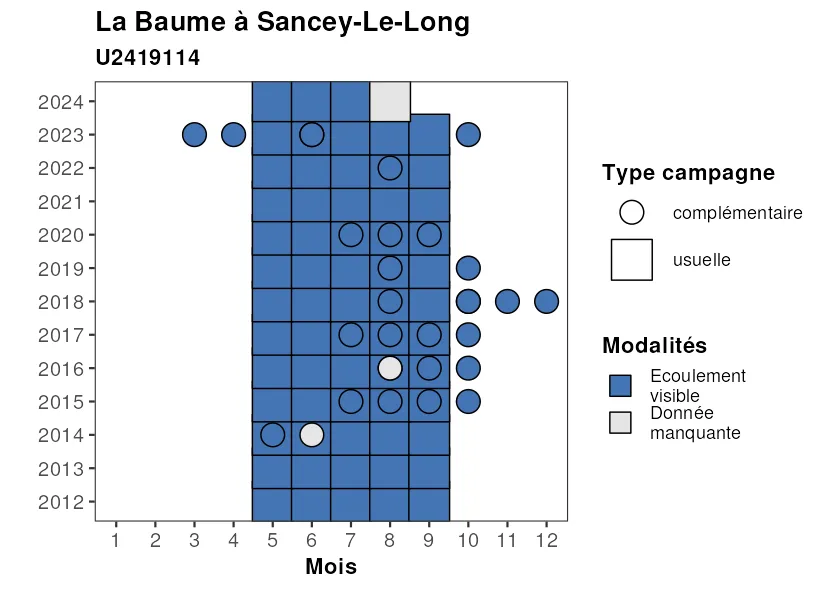 La Baume à Sancey-Le-Long
U2419114
2024
2023
2022
2021
2020
2019
2018
2017
2016
2015
2014
2013
2012
1 2 3 4 5 6 7 8 9 10 11 12
Mois
Type campagne
complémentaire
usuelle
Modalités
Ecoulement
visible
Donnée
manquante